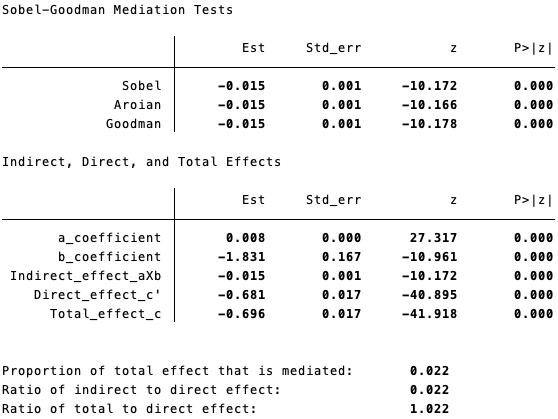 Sobel-Goodman Mediation Tests
Est Std_err z P>|z|
Sobel -0.015 0.001 -10.172 0.000
Aroian -0.015 0.001 -10.166 0.000
Goodman -0.015 0.001 -10.178 0.000
Indirect, Direct, and Total Effects
Est Std_err z P>|z|
a_coefficient 0.008 0.000 27.317 0.000
b_coefficient -1.831 0.167 -10.961 0.000
Indirect_effect_aXb -0.015 0.001 -10.172 0.000
Direct_effect_c' -0.681 0.017 -40.895 0.000
Total_effect_c -0.696 0.017 -41.918 0.000
Proportion of total effect that is mediated: 0.022
Ratio of indirect to direct effect: 0.022
Ratio of total to direct effect: 1.022